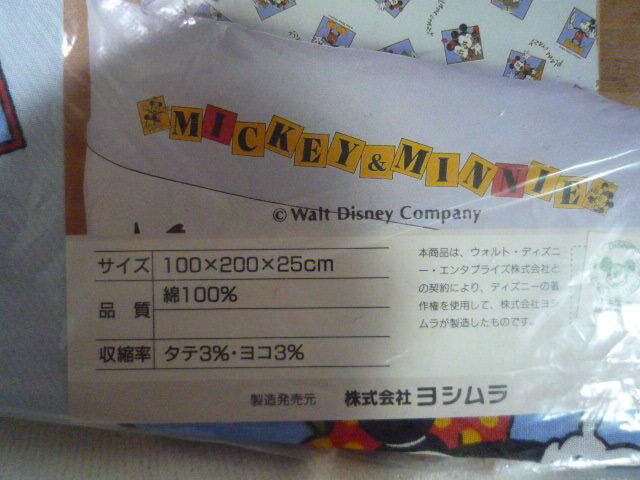 MICKEY & MINNIE
© Walt Disney Company
サイズ 100×200×25cm
品質 綿100%
収縮率 タテ3%・ヨコ3%
本商品は、ウォルト・ディズニ
ー・エンタプライズ株式会社と
の契約により、ディズニーの著
作権を使用して、株式会社ヨシ
ムラが製造したものです。
製造発売元 株式会社ヨシムラ